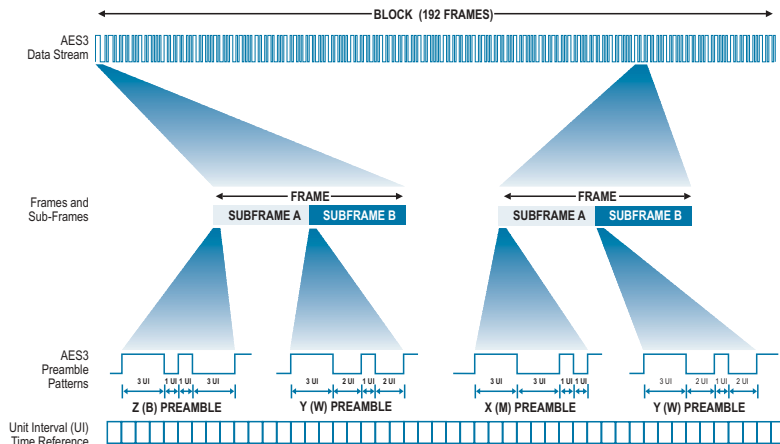 BLOCK (192 FRAMES)
AES3
Data Stream
Frames and
Sub-Frames
FRAME
SUBFRAME A
SUBFRAME B
FRAME
SUBFRAME A
SUBFRAME B
AES3
Preamble
Patterns
3 UI
1 UI
1 UI
3 UI
3 UI
2 UI
1 UI
2 UI
3 UI
3 UI
1 UI
1 UI
3 UI
2 UI
1 UI
2 UI
Z (B) PREAMBLE
Y (W) PREAMBLE
X (M) PREAMBLE
Y (W) PREAMBLE
Unit Interval (UI)
Time Reference